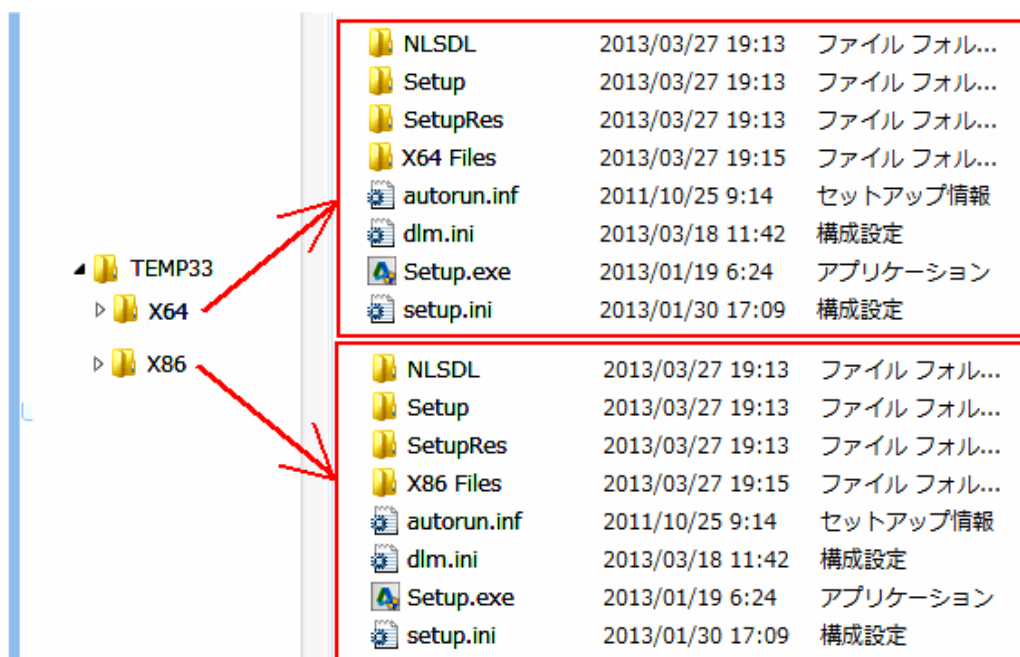 NLSDL 2013/03/27 19:13 ファイル フォル...
Setup 2013/03/27 19:13 ファイル フォル...
SetupRes 2013/03/27 19:13 ファイル フォル...
X64 Files 2013/03/27 19:15 ファイル フォル...
autorun.inf 2011/10/25 9:14 セットアップ情報
dlm.ini 2013/03/18 11:42 構成設定
Setup.exe 2013/01/19 6:24 アプリケーション
setup.ini 2013/01/30 17:09 構成設定
TEMP33
X64
X86
NLSDL 2013/03/27 19:13 ファイル フォル...
Setup 2013/03/27 19:13 ファイル フォル...
SetupRes 2013/03/27 19:13 ファイル フォル...
X86 Files 2013/03/27 19:15 ファイル フォル...
autorun.inf 2011/10/25 9:14 セットアップ情報
dlm.ini 2013/03/18 11:42 構成設定
Setup.exe 2013/01/19 6:24 アプリケーション
setup.ini 2013/01/30 17:09 構成設定